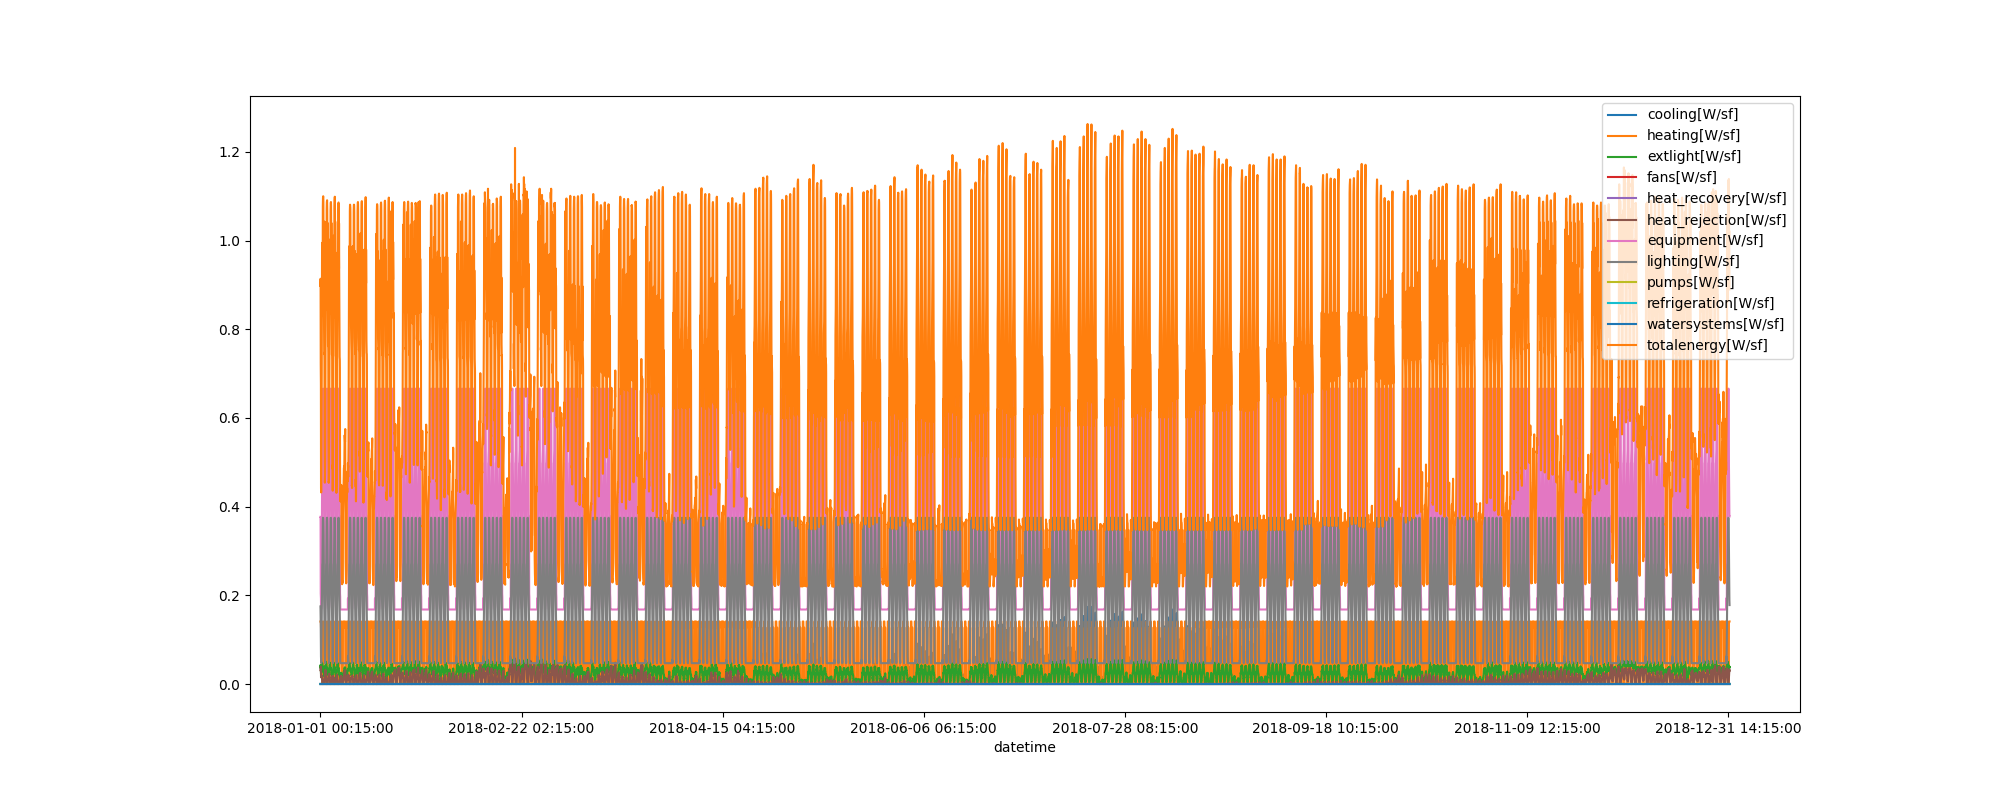 cooling[W/sf]
heating[W/sf]
extlight[W/sf]
fans[W/sf]
heat_recovery[W/sf]
heat_rejection[W/sf]
equipment[W/sf]
lighting[W/sf]
pumps[W/sf]
refrigeration[W/sf]
watersystems[W/sf]
totalenergy[W/sf]
1.2
1.0
0.8
0.6
0.4
0.2
0.0
2018-01-01 00:15:00 2018-02-22 02:15:00 2018-04-15 04:15:00 2018-06-06 06:15:00 2018-07-28 08:15:00 2018-09-18 10:15:00 2018-11-09 12:15:00 2018-12-31 14:15:00
datetime